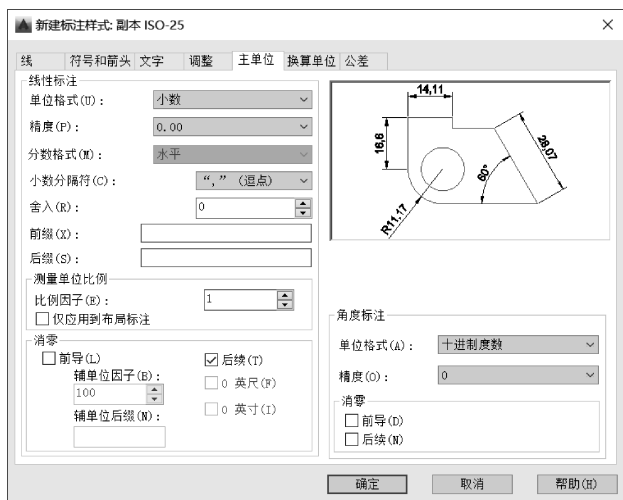 新建标注样式: 副本 ISO-25
线 符号和箭头 文字 调整 主单位 换算单位 公差
线性标注
单位格式(U): 小数
精度(P): 0.00
分数格式(M): 水平
小数分隔符(C): “,” (逗点)
舍入(R): 0
前缀(X):
后缀(S):
测量单位比例
比例因子(E): 1
仅应用到布局标注
消零
前导(L)
后续(T)
辅单位因子(B):
100
0 英尺(F)
辅单位后缀(N):
0 英寸(I)
14,11
16,6
28,07
60°
R11,17
角度标注
单位格式(A): 十进制度数
精度(O): 0
消零
前导(D)
后续(N)
确定 取消 帮助(H)